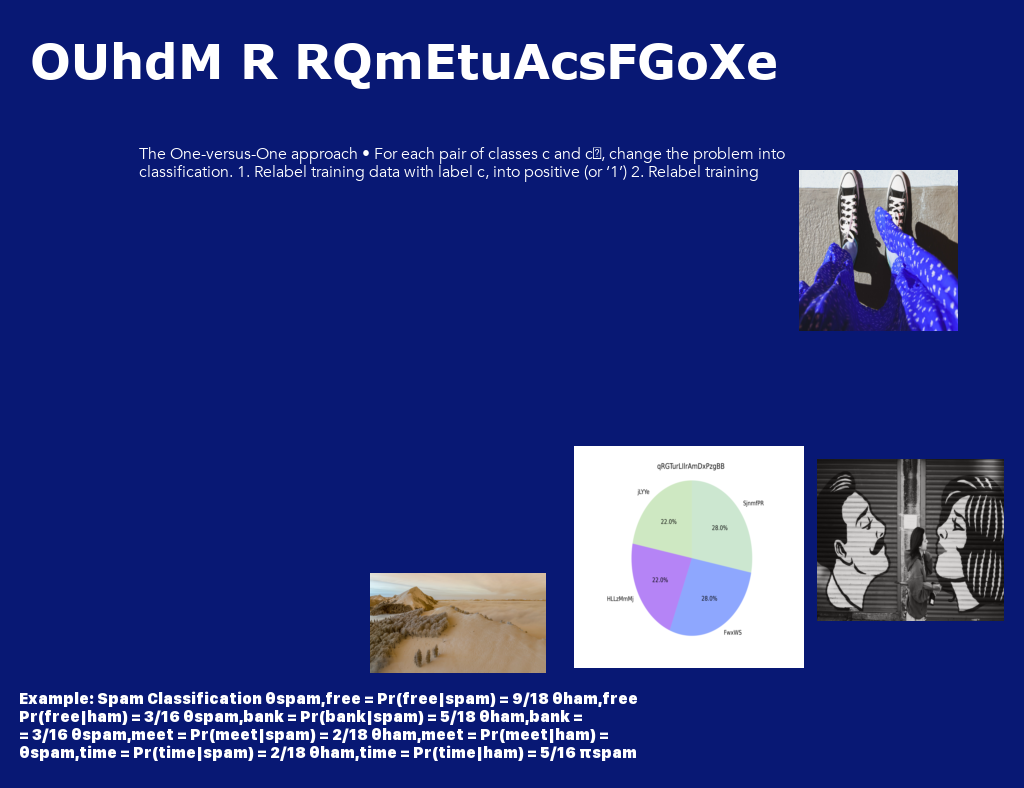 OUhdM R RQmEtuAcsFGoXe
The One-versus-One approach • For each pair of classes c and c, change the problem into
classification. 1. Relabel training data with label c, into positive (or ’1’) 2. Relabel training
qRGTurLlIrAmDxPzgBB
jLYYe
SjnmfPR
22.0%
28.0%
22.0%
28.0%
HLLzMmMj
FwxWS
Example: Spam Classification θspam,free = Pr(free|spam) = 9/18 θham,free
Pr(free|ham) = 3/16 θspam,bank = Pr(bank|spam) = 5/18 θham,bank =
= 3/16 θspam,meet = Pr(meet|spam) = 2/18 θham,meet = Pr(meet|ham) =
θspam,time = Pr(time|spam) = 2/18 θham,time = Pr(time|ham) = 5/16 πspam